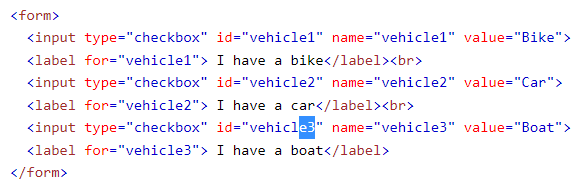 <form>
<input type="checkbox" id="vehicle1" name="vehicle1" value="Bike">
<label for="vehicle1"> I have a bike</label><br>
<input type="checkbox" id="vehicle2" name="vehicle2" value="Car">
<label for="vehicle2"> I have a car</label><br>
<input type="checkbox" id="vehicle3" name="vehicle3" value="Boat">
<label for="vehicle3"> I have a boat</label>
</form>